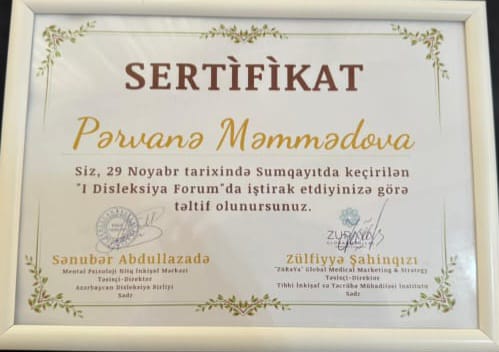 SERTİFİKAT
Pərvanə Məmmədova
Siz, 29 Noyabr tarixində Sumqayıtda keçirilən
"I Disleksiya Forum"da iştirak etdiyinizə görə
təltif olunursunuz.
ZÜRAYA
Sənubər Abdullazadə
Mental Psixoloji Nitq İnkişaf Mərkəzi
Təsisçi-Direktor
Azərbaycan Disleksiya Birliyi
Sədr
Zülfiyyə Şahinqızı
"ZüRaYa" Global Medical Marketing & Strategy
Təsisçi-Direktor
Tibbi İnkişaf və Təcrübə Mübadiləsi İnstitutu
Sədr